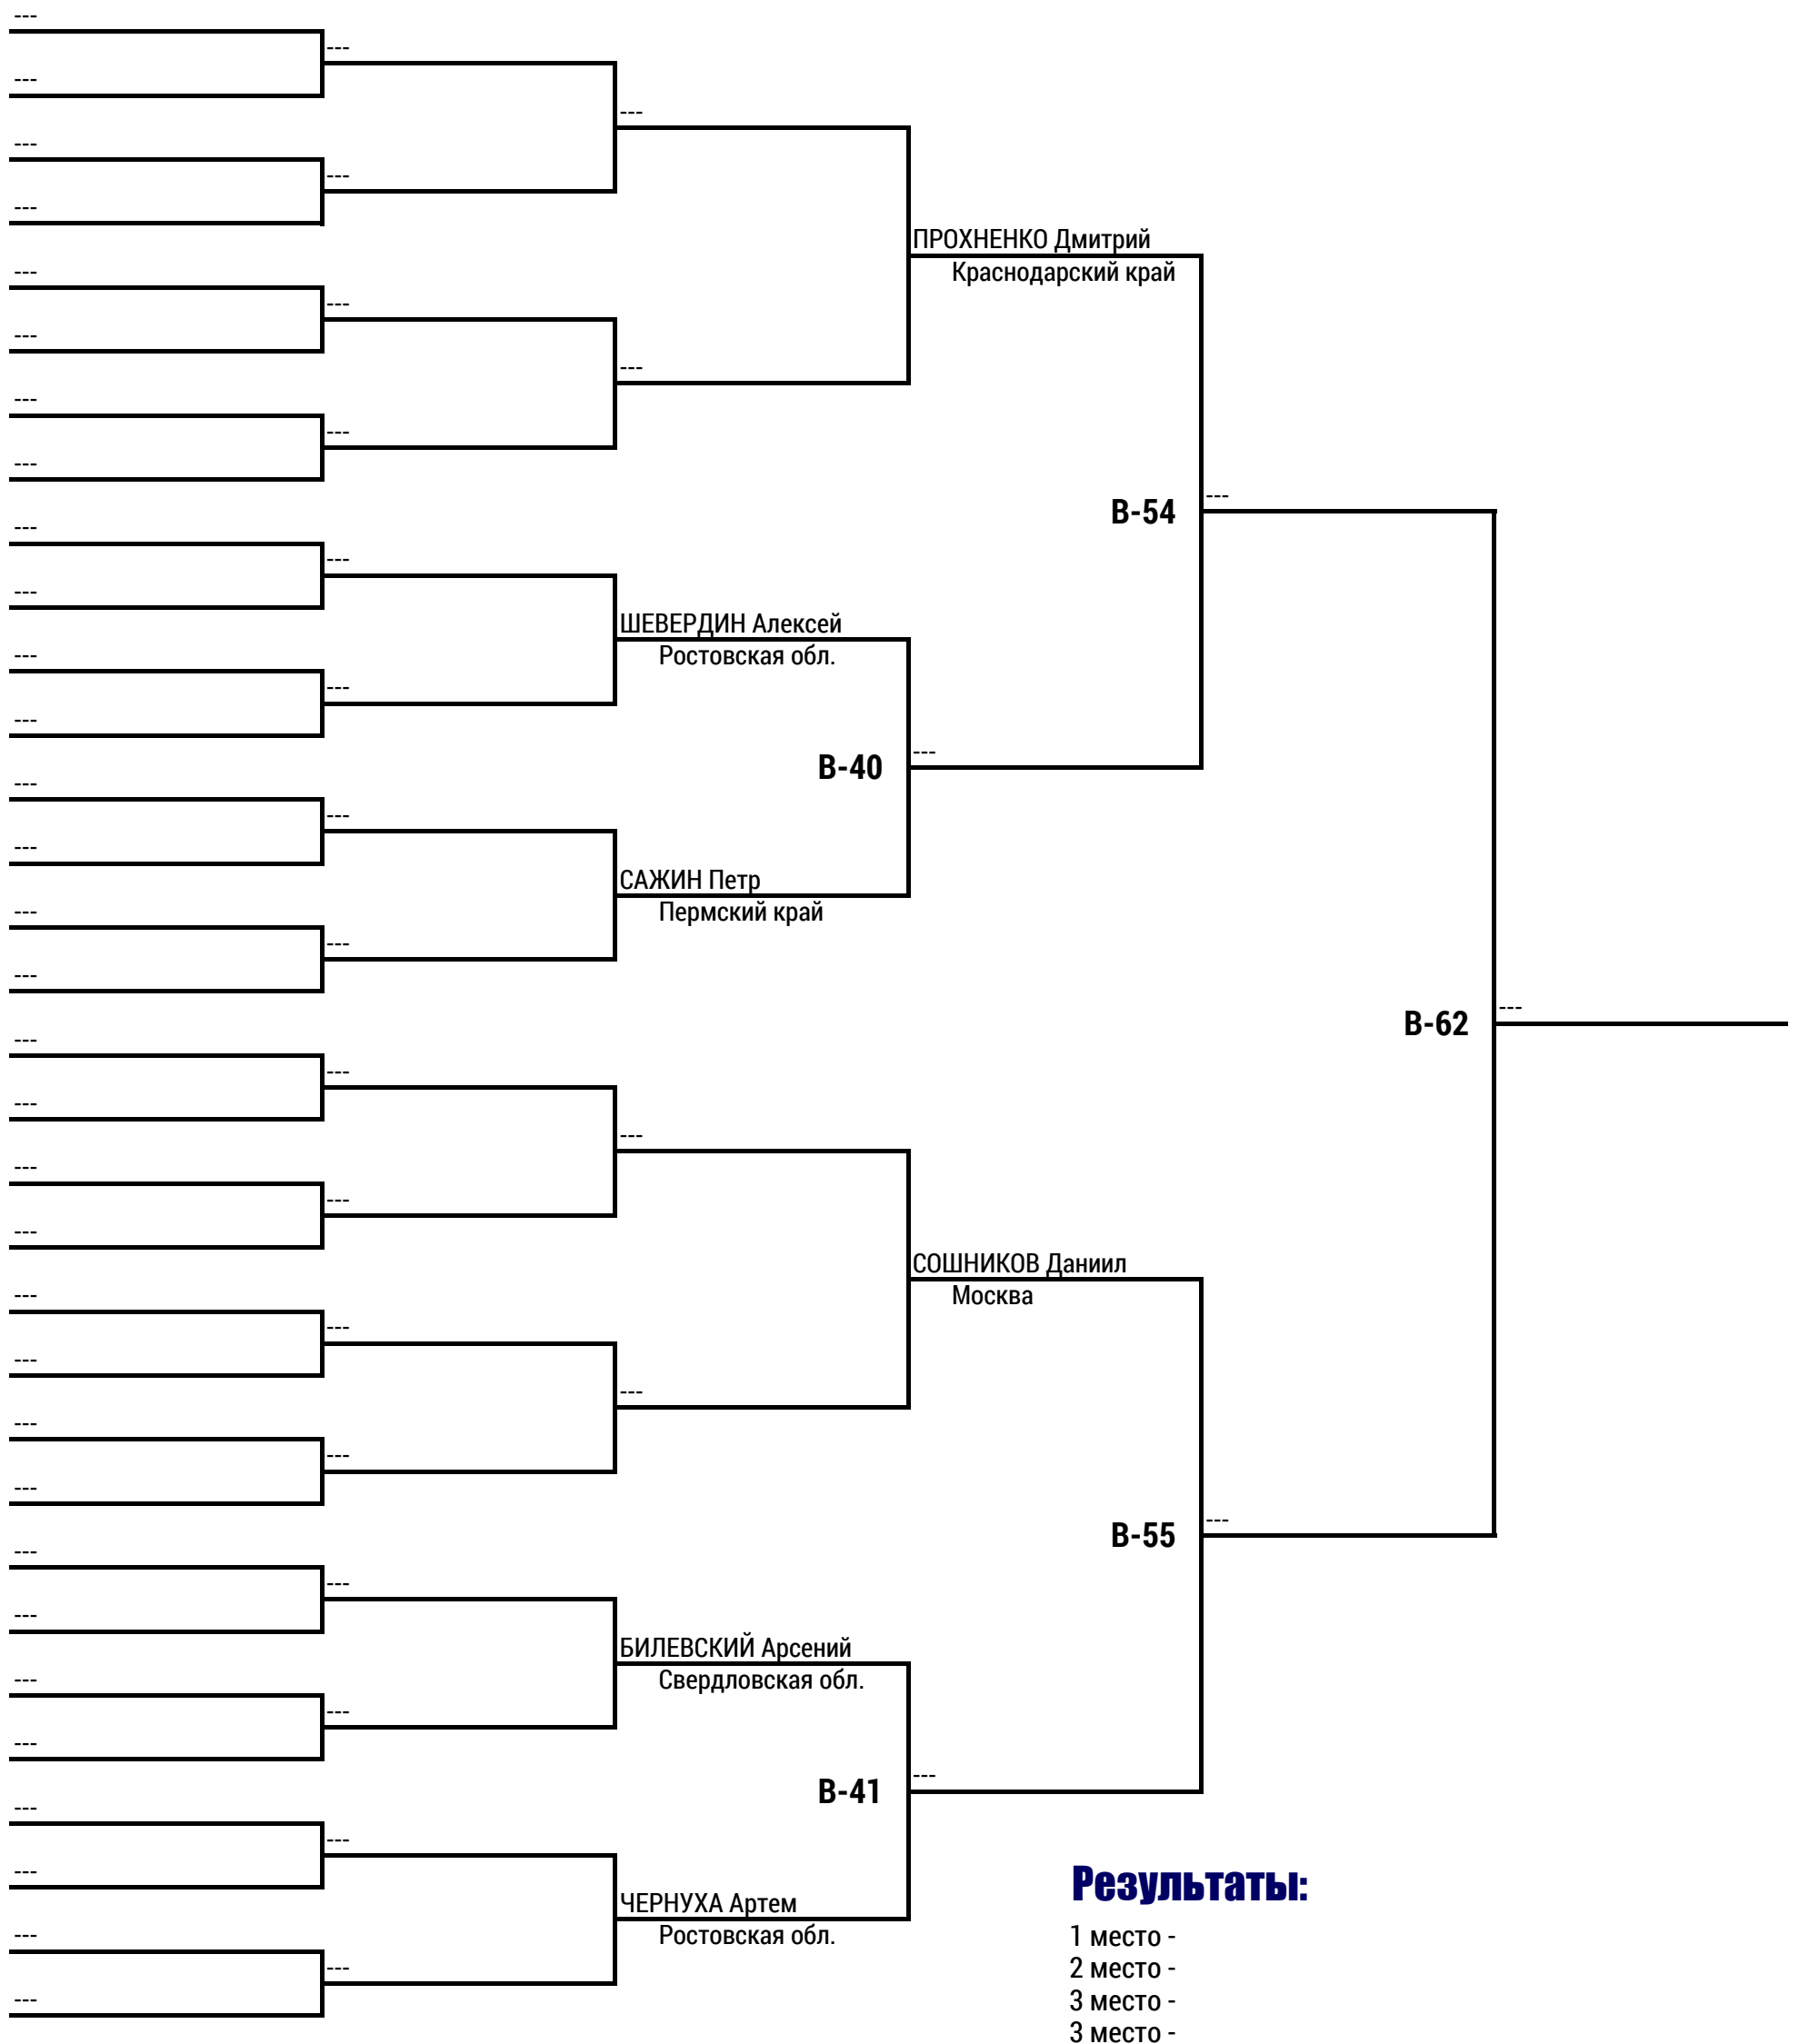 ---
---
---
---
---
---
---
ПРОХНЕНКО Дмитрий
Краснодарский край
---
---
---
---
---
---
---
---
---
B-54
---
---
---
ШЕВЕРДИН Алексей
Ростовская обл.
---
---
---
B-40
---
---
---
---
САЖИН Петр
Пермский край
---
---
---
B-62
---
---
---
---
---
---
---
---
СОШНИКОВ Даниил
Москва
---
---
---
---
---
---
---
B-55
---
---
---
---
БИЛЕВСКИЙ Арсений
Свердловская обл.
---
---
---
B-41
---
---
---
---
ЧЕРНУХА Артем
Ростовская обл.
---
---
---
Результаты:
1 место -
2 место -
3 место -
3 место -